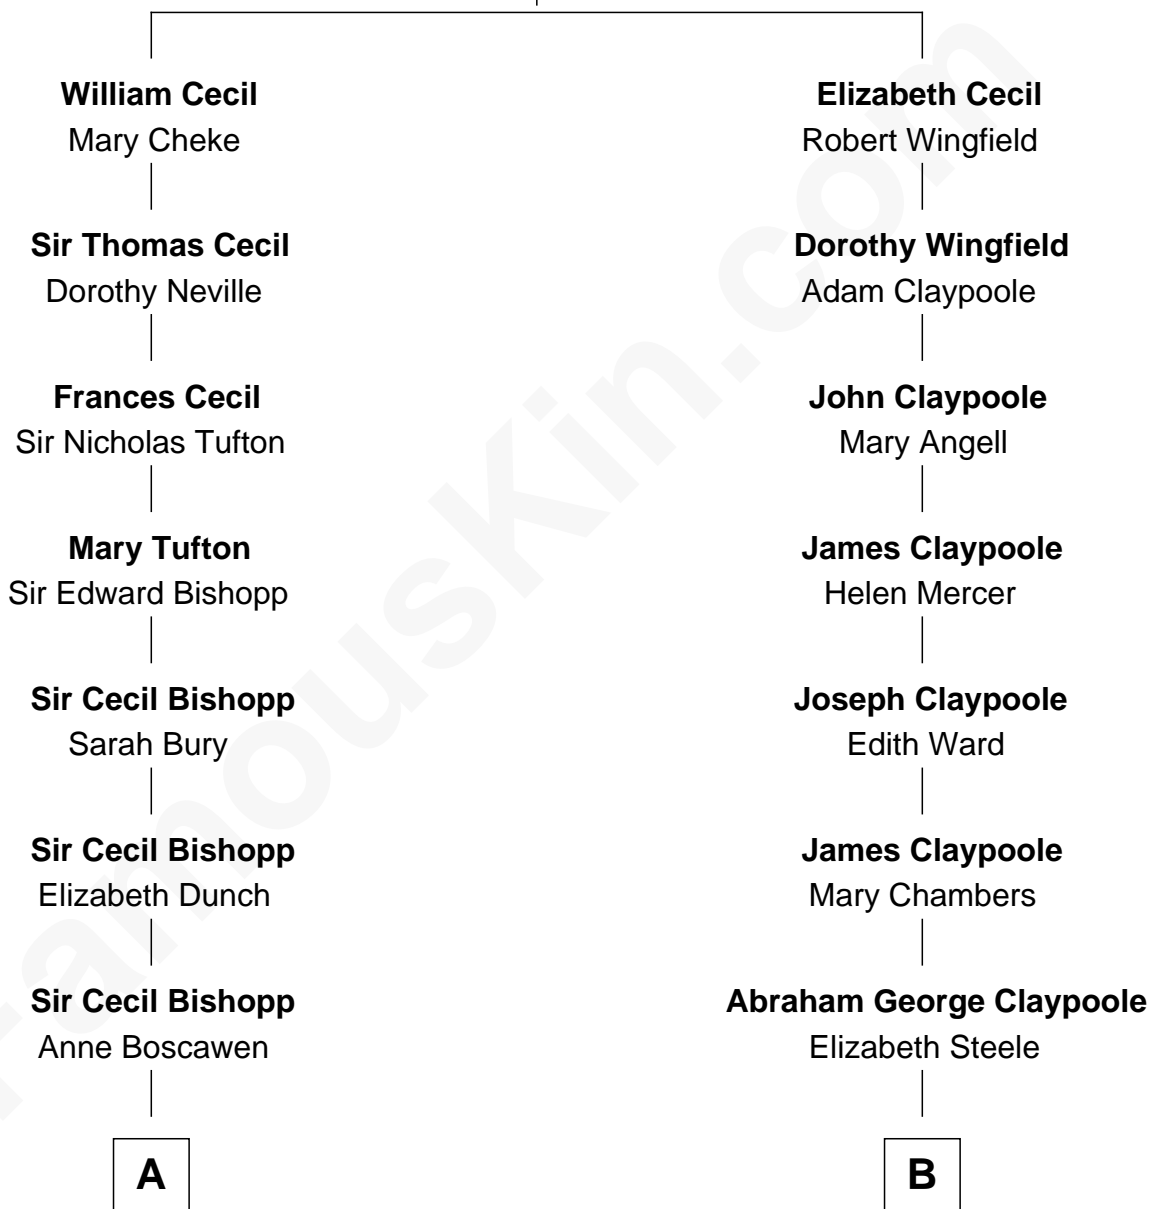 William Cecil
Mary Cheke
Sir Thomas Cecil
Dorothy Neville
Frances Cecil
Sir Nicholas Tufton
Mary Tufton
Sir Edward Bishopp
Sir Cecil Bishopp
Sarah Bury
Sir Cecil Bishopp
Elizabeth Dunch
Sir Cecil Bishopp
Anne Boscawen
A
Elizabeth Cecil
Robert Wingfield
Dorothy Wingfield
Adam Claypoole
John Claypoole
Mary Angell
James Claypoole
Helen Mercer
Joseph Claypoole
Edith Ward
James Claypoole
Mary Chambers
Abraham George Claypoole
Elizabeth Steele
B
FamousKin.com